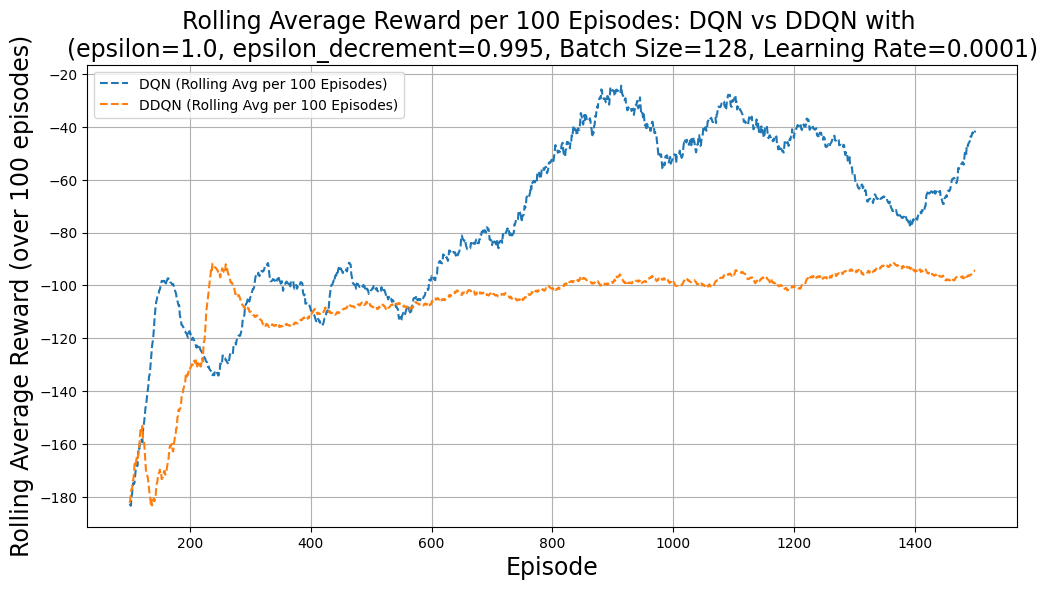 Rolling Average Reward per 100 Episodes: DQN vs DDQN with
(epsilon=1.0, epsilon_decrement=0.995, Batch Size=128, Learning Rate=0.0001)
DQN (Rolling Avg per 100 Episodes)
DDQN (Rolling Avg per 100 Episodes)
Rolling Average Reward (over 100 episodes)
−20
−40
−60
−80
−100
−120
−140
−160
−180
200
400
600
800
1000
1200
1400
Episode